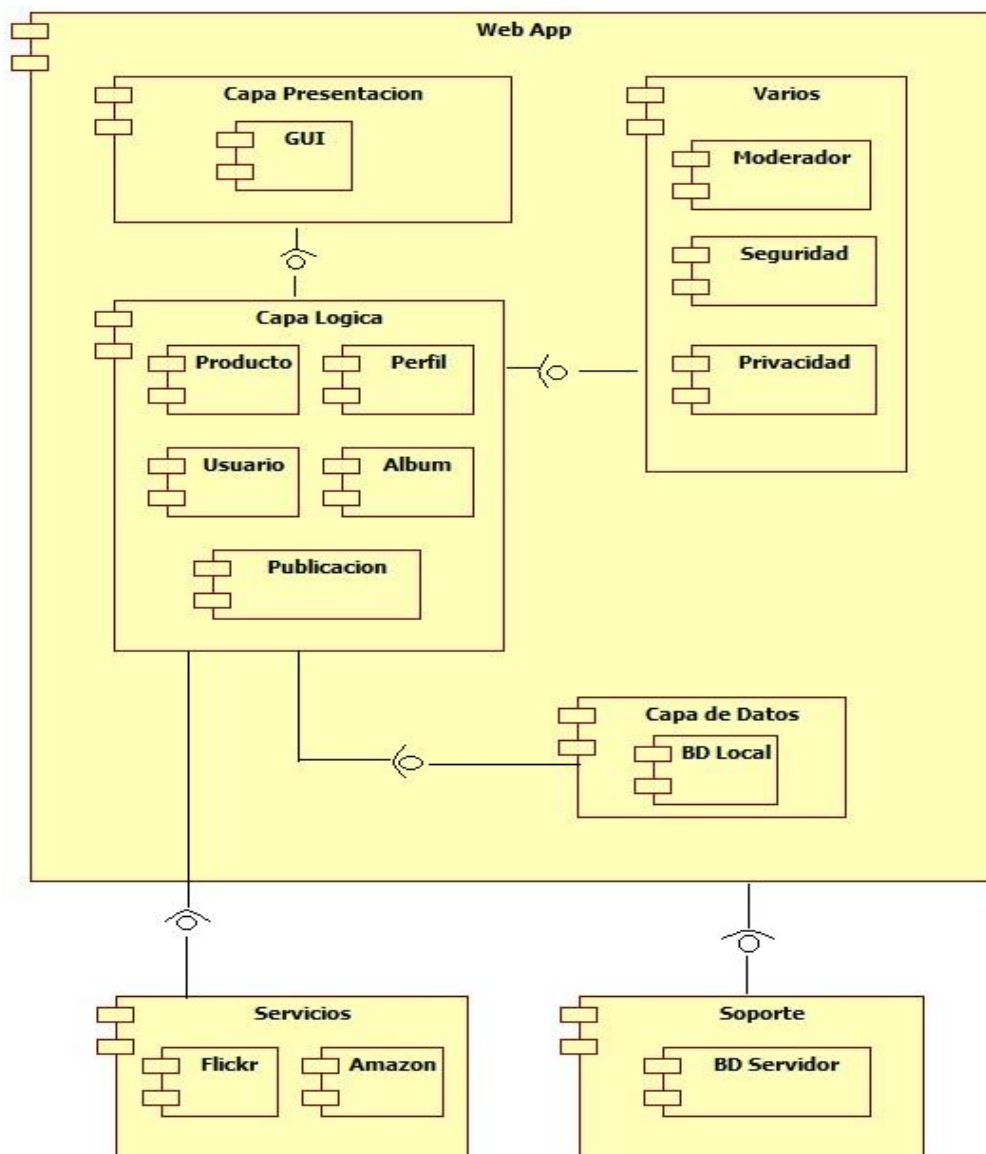 Web App
Capa Presentacion
GUI
Varios
Moderador
Seguridad
Privacidad
Capa Logica
Producto
Perfil
Usuario
Album
Publicacion
Capa de Datos
BD Local
Servicios
Flickr
Amazon
Soporte
BD Servidor